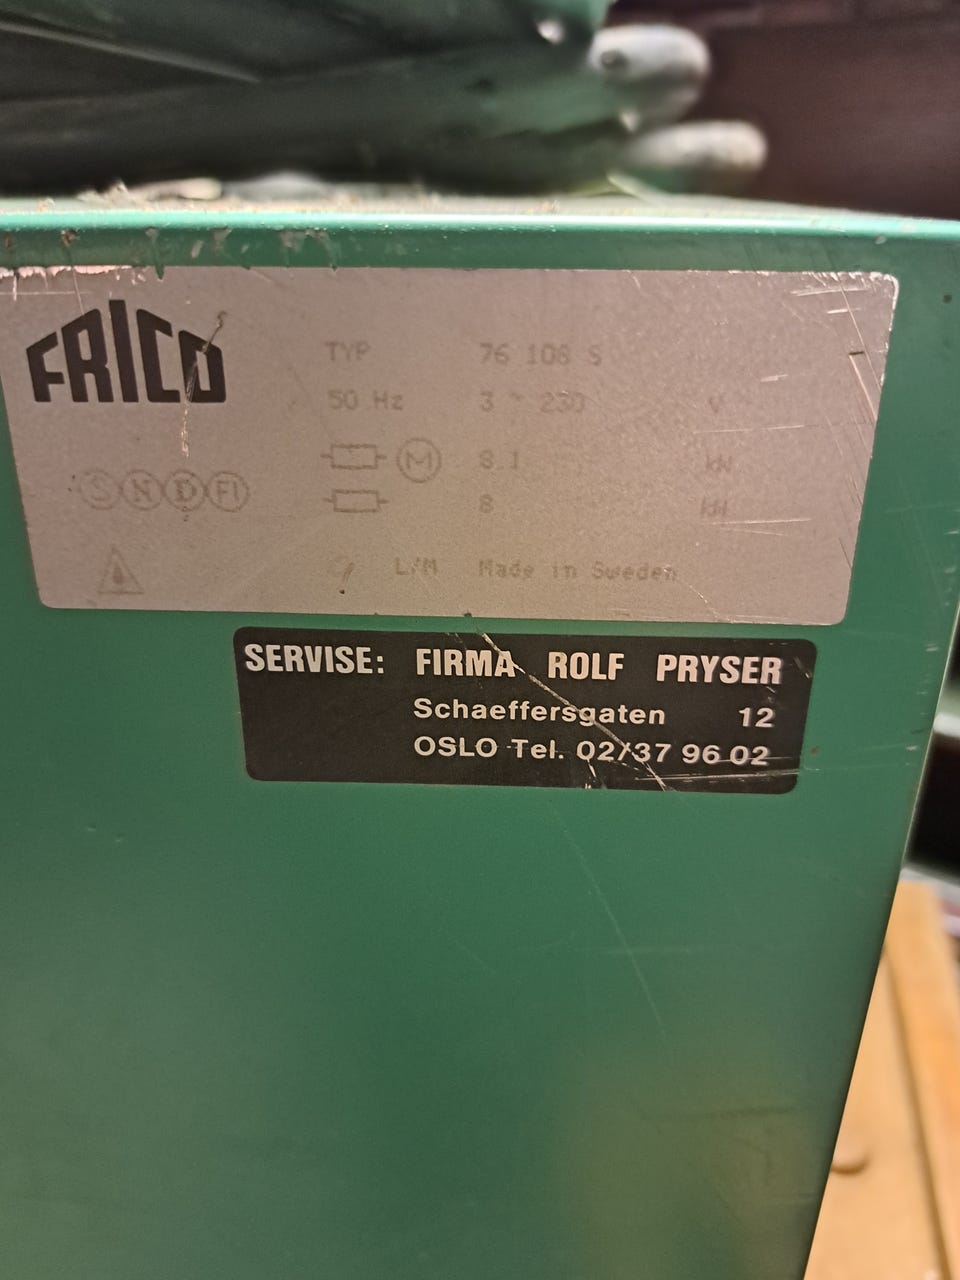 FRICO
TYP 76 108 S
50 Hz 3 ~ 230 V
M 8.1 kW
S N D FI
8 kW
L/M Made in Sweden
SERVISE: FIRMA ROLF PRYSER
Schaeffersgaten 12
OSLO Tel. 02/37 96 02